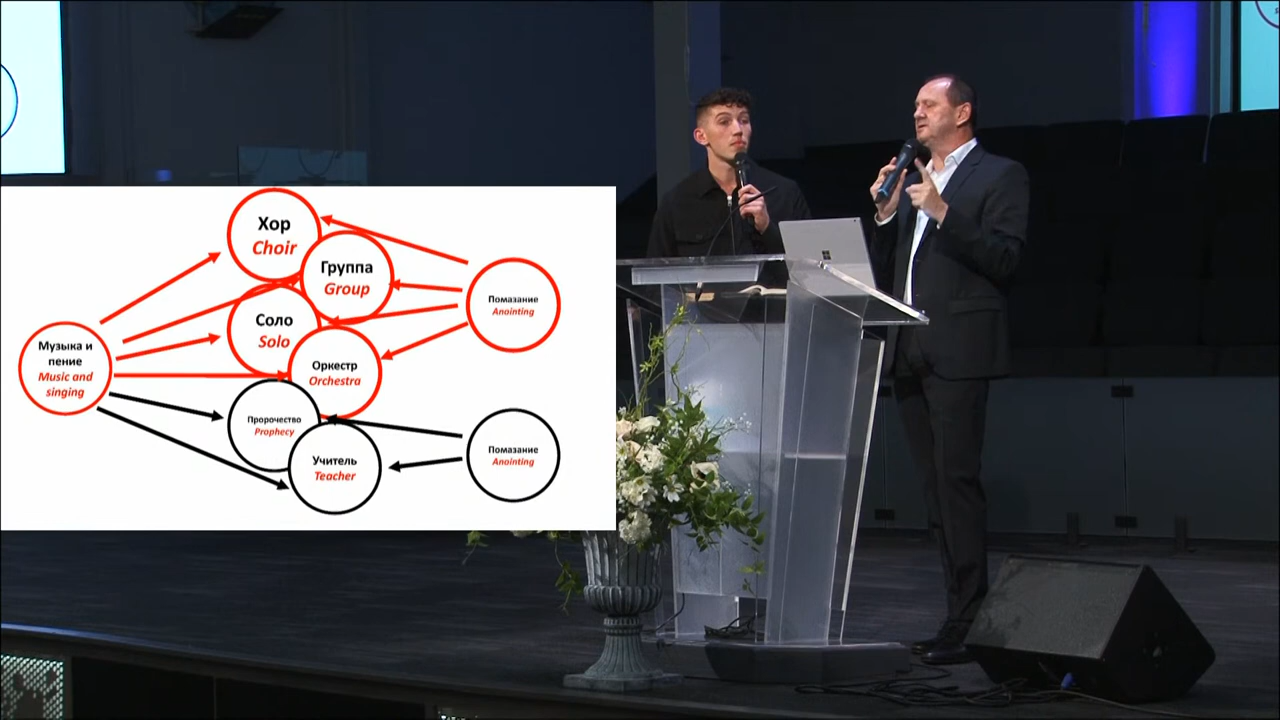 Хор
Choir
Группа
Group
Соло
Solo
Музыка и
пение
Music and
singing
Оркестр
Orchestra
Пророчество
Prophecy
Учитель
Teacher
Помазание
Anointing
Помазание
Anointing